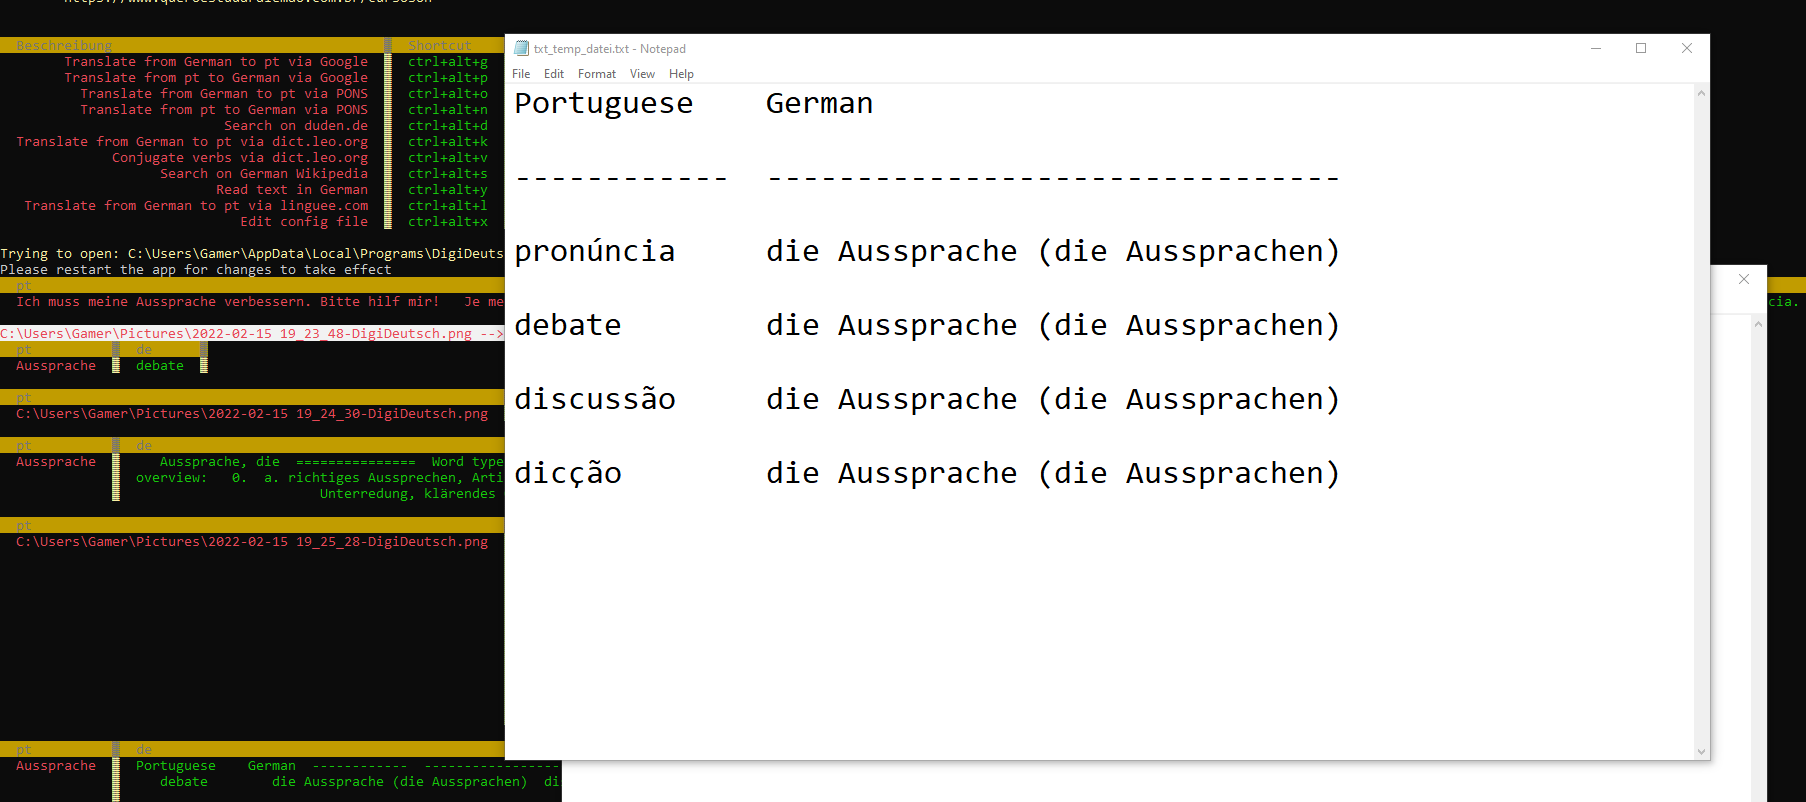 https://www.queroestudaralemao.com.br/cursoson
Beschreibung Shortcut
Translate from German to pt via Google ctrl+alt+g
Translate from pt to German via Google ctrl+alt+p
Translate from German to pt via PONS ctrl+alt+o
Translate from pt to German via PONS ctrl+alt+n
Search on duden.de ctrl+alt+d
Translate from German to pt via dict.leo.org ctrl+alt+k
Conjugate verbs via dict.leo.org ctrl+alt+v
Search on German Wikipedia ctrl+alt+s
Read text in German ctrl+alt+y
Translate from German to pt via linguee.com ctrl+alt+l
Edit config file ctrl+alt+x
Trying to open: C:\Users\Gamer\AppData\Local\Programs\DigiDeuts
Please restart the app for changes to take effect
pt
Ich muss meine Aussprache verbessern. Bitte hilf mir! Je me
cia.
C:\Users\Gamer\Pictures\2022-02-15 19_23_48-DigiDeutsch.png -->
pt de
Aussprache debate
pt
C:\Users\Gamer\Pictures\2022-02-15 19_24_30-DigiDeutsch.png
pt de
Aussprache Aussprache, die =============== Word type
overview: 0. a. richtiges Aussprechen, Arti
Unterredung, klärendes
pt
C:\Users\Gamer\Pictures\2022-02-15 19_25_28-DigiDeutsch.png
pt de
Aussprache Portuguese German ------------ -----------------
debate die Aussprache (die Aussprachen) di
txt_temp_datei.txt - Notepad
File Edit Format View Help
Portuguese German
------------ --------------------------------
pronúncia die Aussprache (die Aussprachen)
debate die Aussprache (die Aussprachen)
discussão die Aussprache (die Aussprachen)
dicção die Aussprache (die Aussprachen)